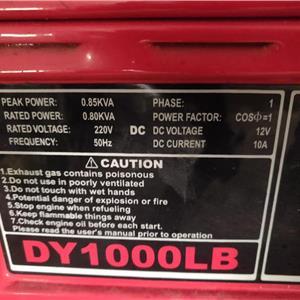 PEAK POWER: 0.85KVA PHASE: 1
RATED POWER: 0.80KVA POWER FACTOR: COSΦ=1
RATED VOLTAGE: 220V DC DC VOLTAGE 12V
FREQUENCY: 50Hz DC CURRENT 10A
⚠ CAUTION
1.Exhaust gas contains poisonous
2.Do not use in poorly ventilated
3.Do not touch with wet hands
4.Potential danger of explosion or fire
5.Stop engine when refueling
6.Keep flammable things away
7.Check engine oil before each start.
Please read the user's manual prior to operation
DY1000LB